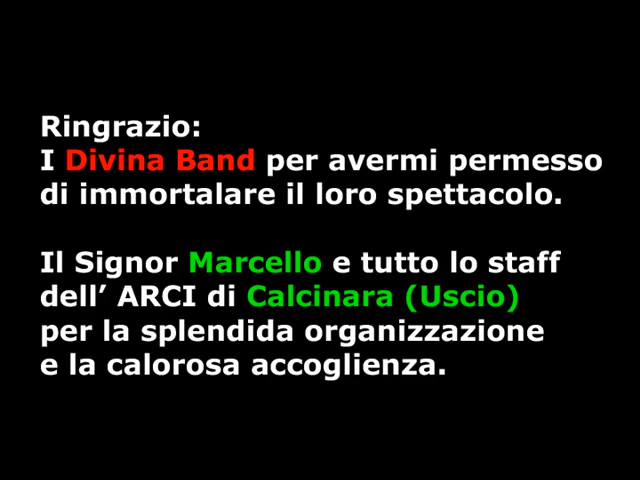 Ringrazio:
I Divina Band per avermi permesso
di immortalare il loro spettacolo.
Il Signor Marcello e tutto lo staff
dell’ ARCI di Calcinara (Uscio)
per la splendida organizzazione
e la calorosa accoglienza.